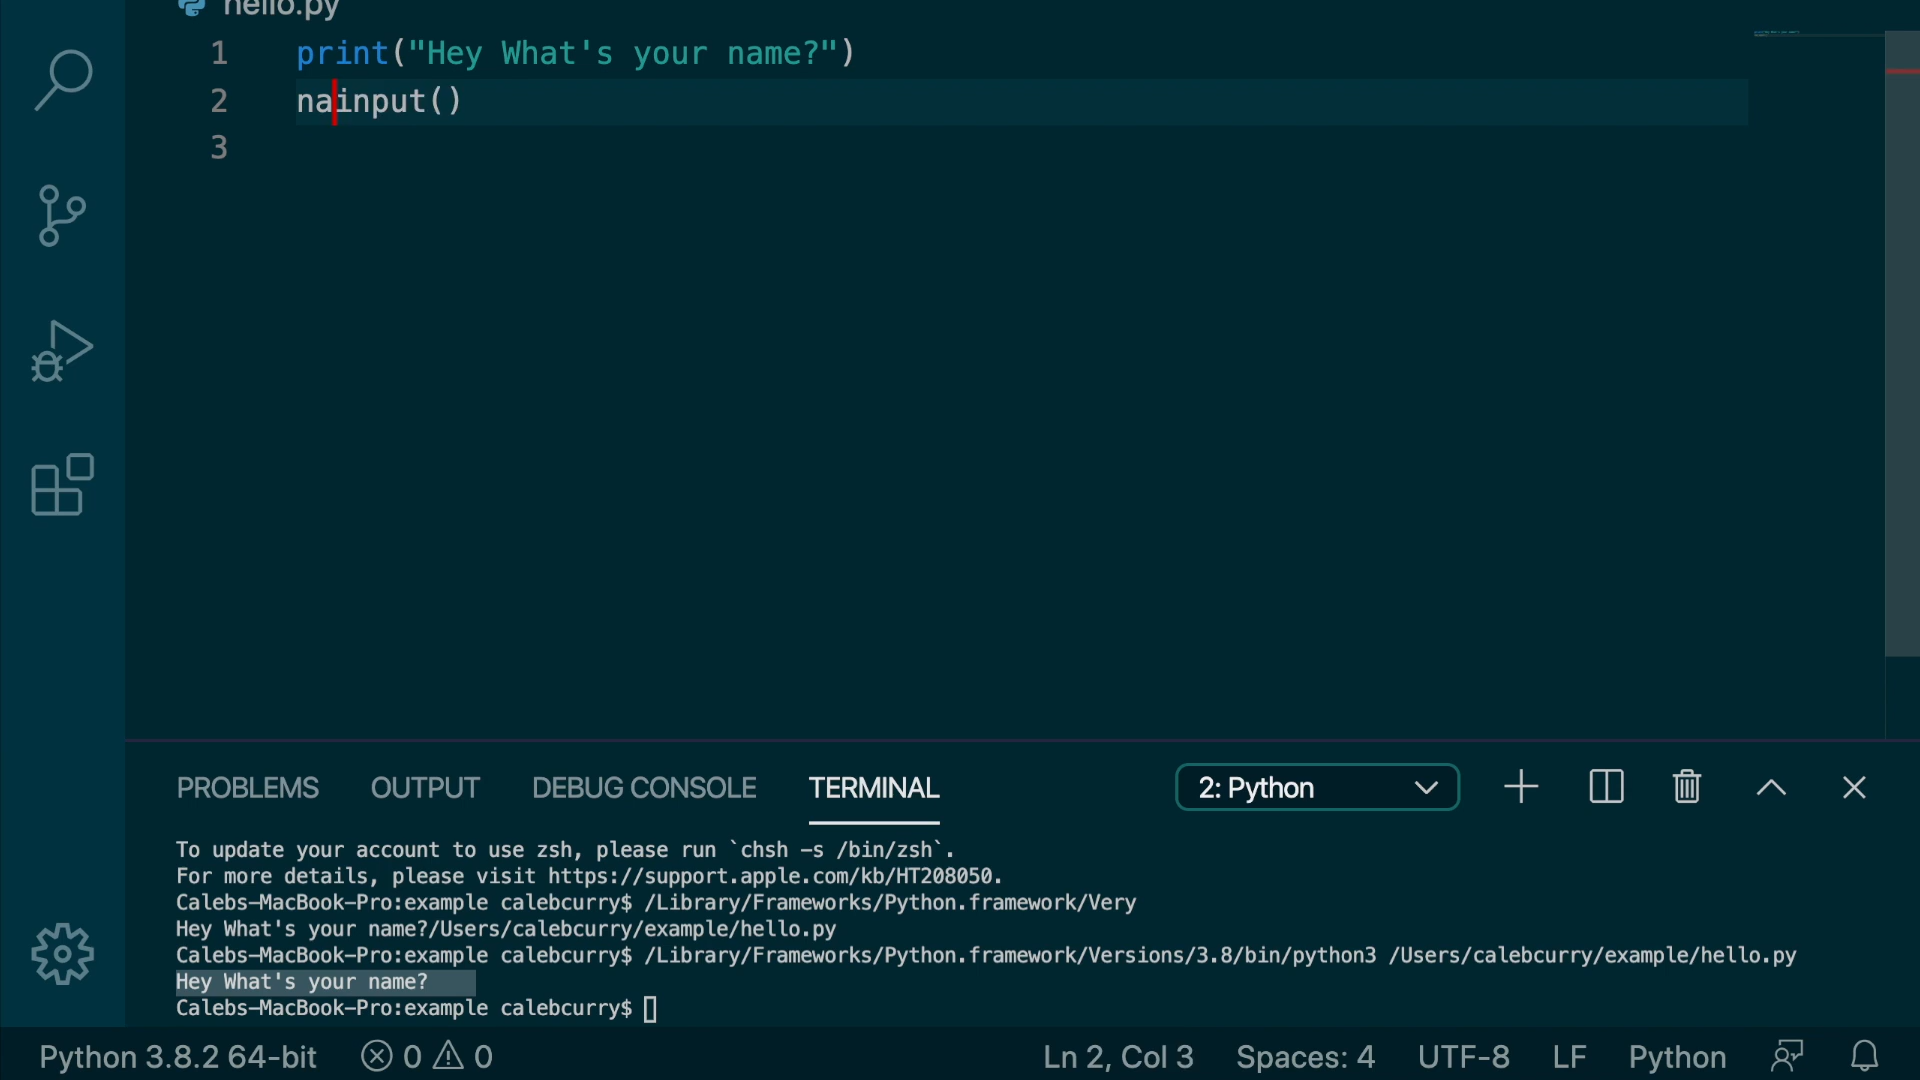 hello.py
1 print("Hey What's your name?")
2 nainput()
3
PROBLEMS OUTPUT DEBUG CONSOLE TERMINAL 2: Python
To update your account to use zsh, please run `chsh -s /bin/zsh`.
For more details, please visit https://support.apple.com/kb/HT208050.
Calebs-MacBook-Pro:example calebcurry$ /Library/Frameworks/Python.framework/Very
Hey What's your name?/Users/calebcurry/example/hello.py
Calebs-MacBook-Pro:example calebcurry$ /Library/Frameworks/Python.framework/Versions/3.8/bin/python3 /Users/calebcurry/example/hello.py
Hey What's your name?
Calebs-MacBook-Pro:example calebcurry$
Python 3.8.2 64-bit 0 0 Ln 2, Col 3 Spaces: 4 UTF-8 LF Python